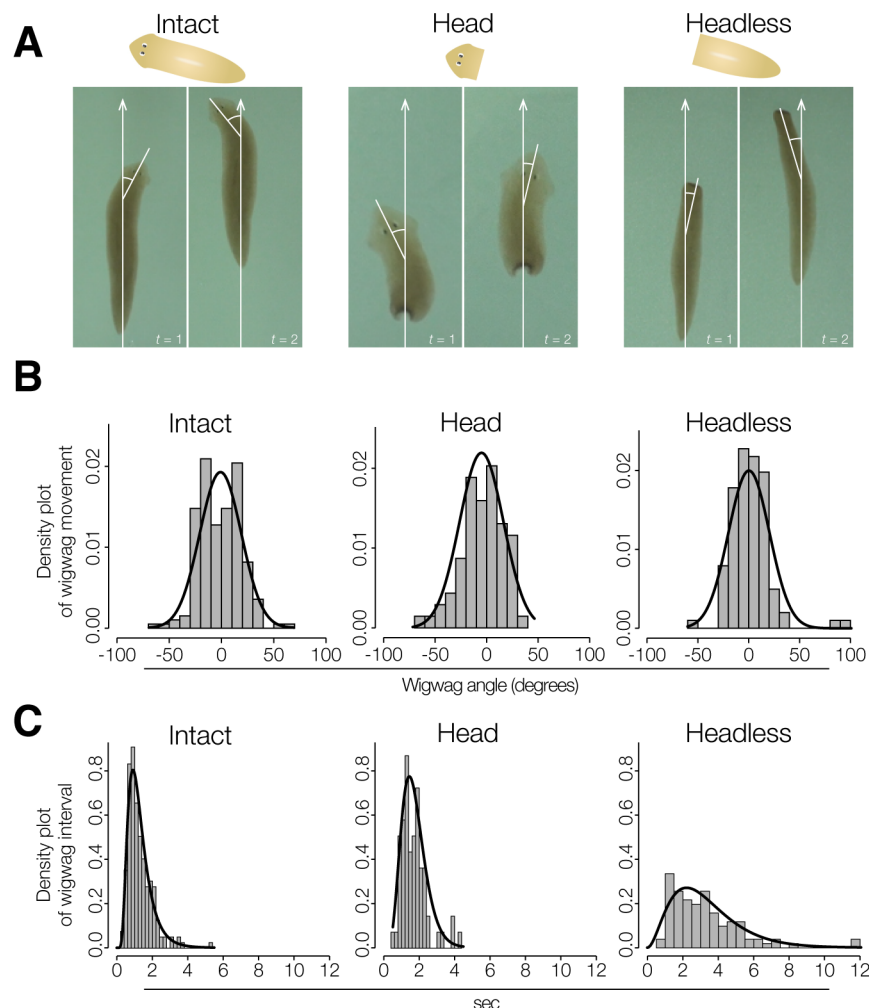 A
Intact
Head
Headless
t = 1
t = 2
t = 1
t = 2
t = 1
t = 2
B
Intact
Head
Headless
Density plot
of wigwag movement
0.00 0.01 0.02
0.00 0.01 0.02
0.00 0.01 0.02
-100 -50 0 50 100
-100 -50 0 50 100
-100 -50 0 50 100
Wigwag angle (degrees)
C
Intact
Head
Headless
Density plot
of wigwag interval
0.0 0.2 0.4 0.6 0.8
0.0 0.2 0.4 0.6 0.8
0.0 0.2 0.4 0.6 0.8
0 2 4 6 8 10 12
0 2 4 6 8 10 12
0 2 4 6 8 10 12
sec